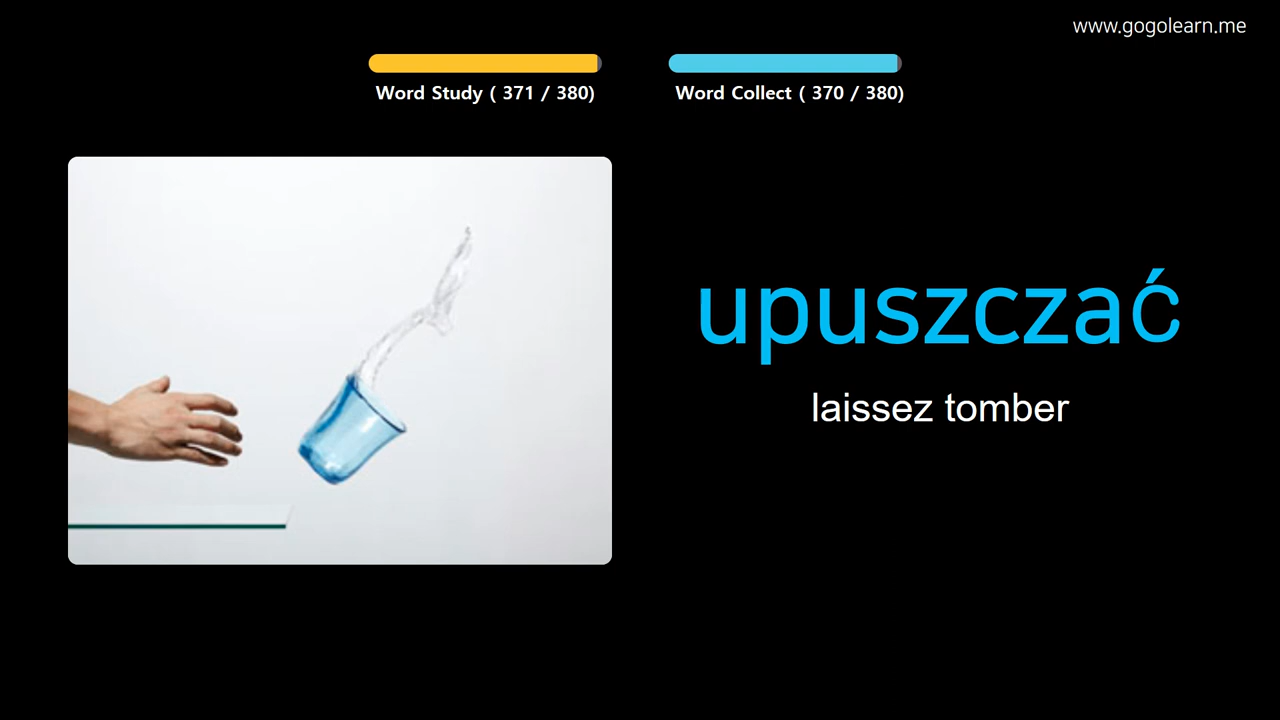 www.gogolearn.me
Word Study ( 371 / 380)
Word Collect ( 370 / 380)
upuszczać
laissez tomber